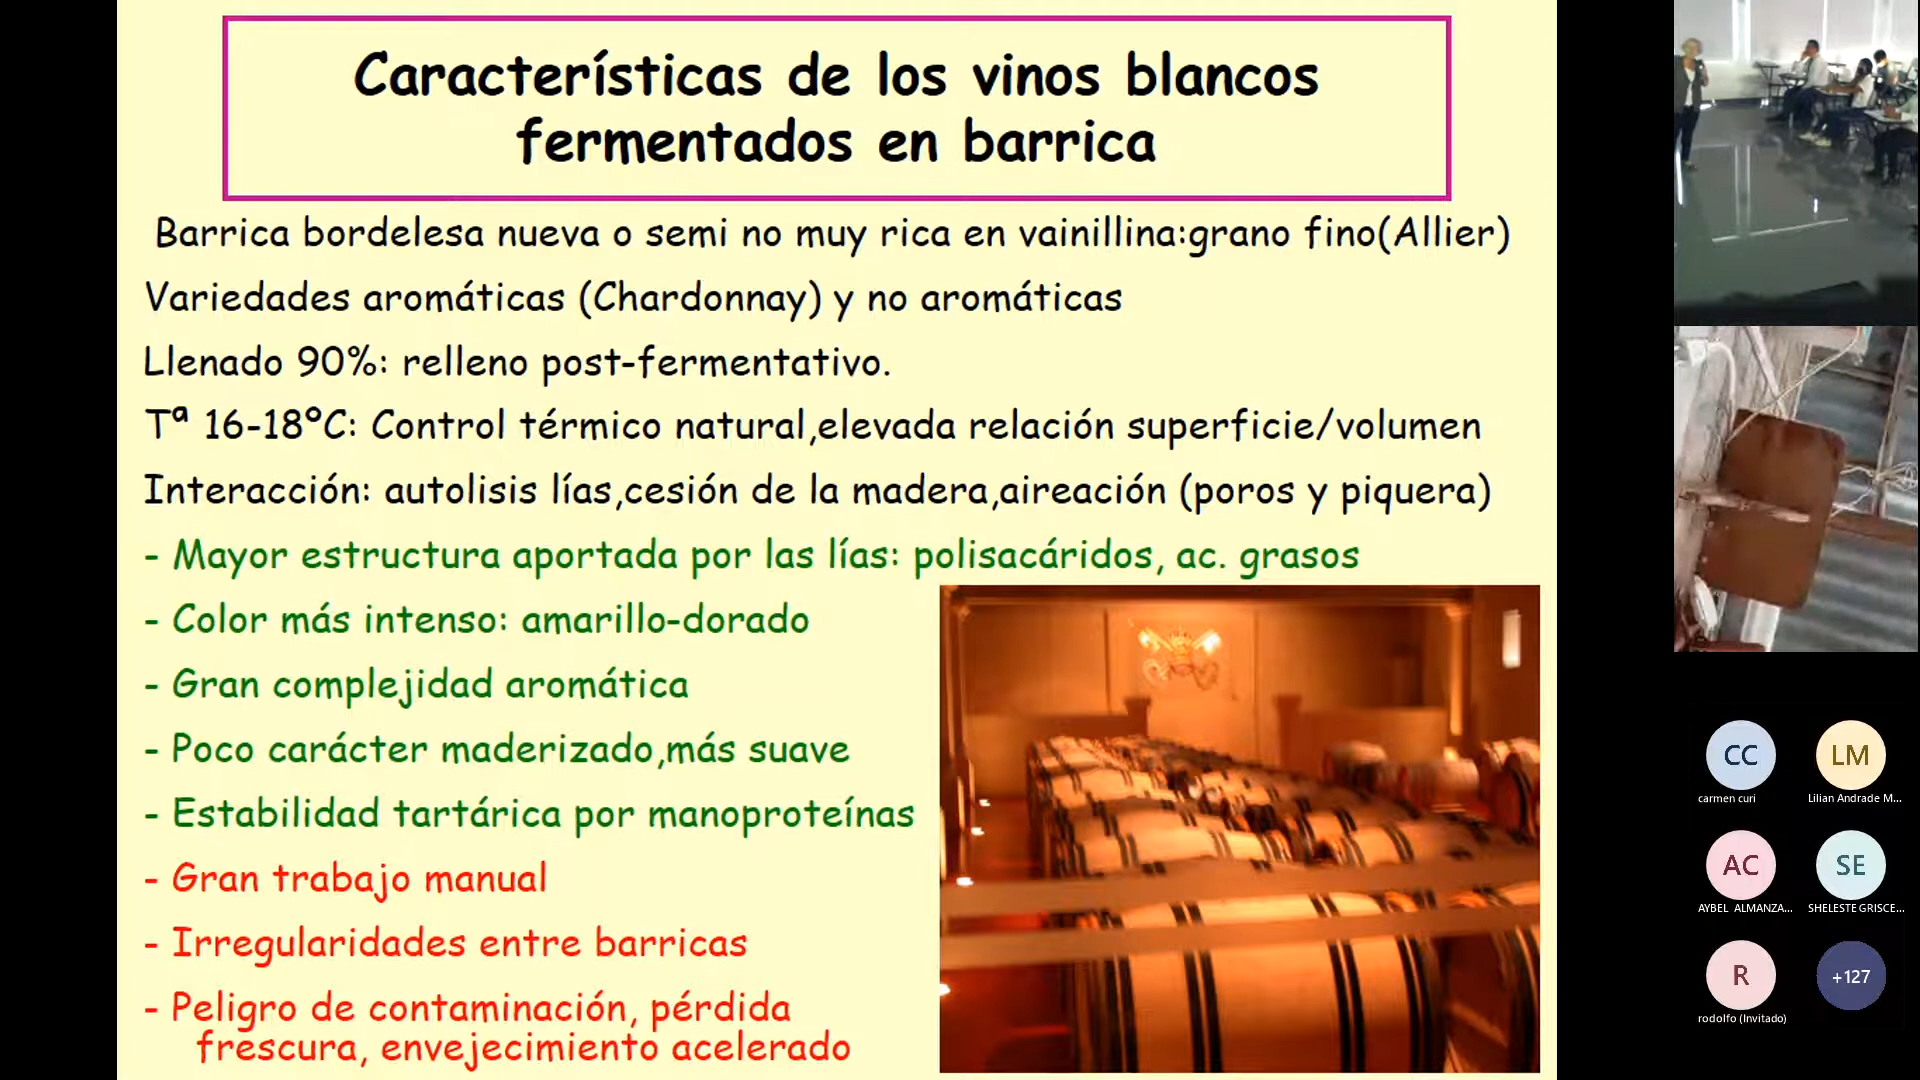 Características de los vinos blancos
fermentados en barrica
Barrica bordelesa nueva o semi no muy rica en vainillina:grano fino(Allier)
Variedades aromáticas (Chardonnay) y no aromáticas
Llenado 90%: relleno post-fermentativo.
Tª 16-18ºC: Control térmico natural,elevada relación superficie/volumen
Interacción: autolisis lías,cesión de la madera,aireación (poros y piquera)
- Mayor estructura aportada por las lías: polisacáridos, ac. grasos
- Color más intenso: amarillo-dorado
- Gran complejidad aromática
- Poco carácter maderizado,más suave
- Estabilidad tartárica por manoproteínas
- Gran trabajo manual
- Irregularidades entre barricas
- Peligro de contaminación, pérdida
frescura, envejecimiento acelerado
CC
carmen curi
LM
Lilian Andrade M...
AC
AYBEL ALMANZA...
SE
SHELESTE GRISCE...
R
rodolfo (Invitado)
+127